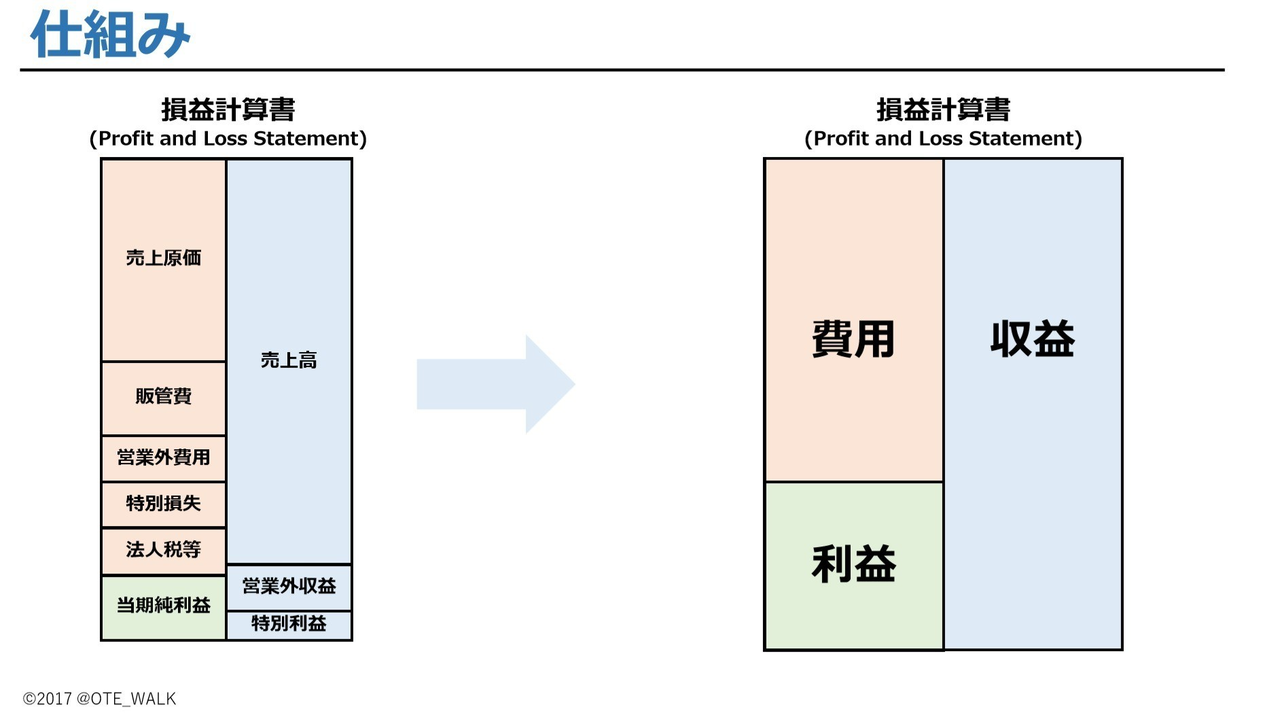 仕組み
損益計算書
(Profit and Loss Statement)
売上原価
販管費
営業外費用
特別損失
法人税等
当期純利益
売上高
営業外収益
特別利益
損益計算書
(Profit and Loss Statement)
費用
利益
収益
©2017 @OTE_WALK